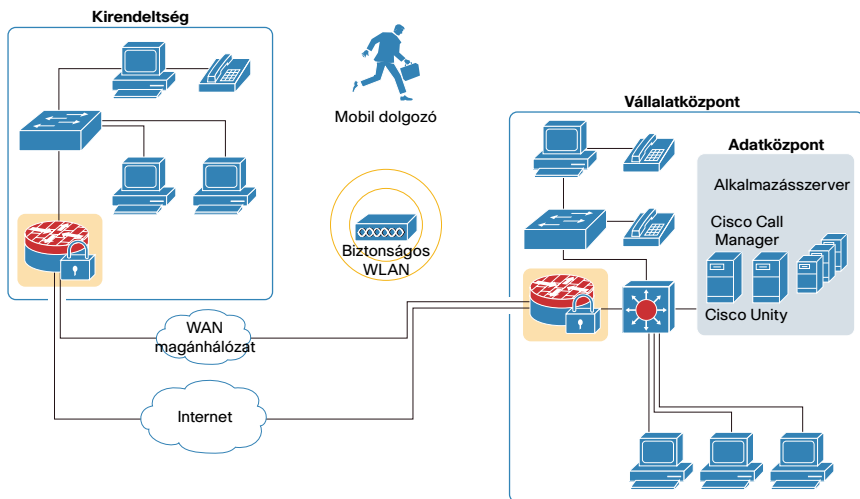 Kirendeltség
Mobil dolgozó
Vállalatközpont
Adatközpont
Alkalmazásszerver
Cisco Call
Manager
Cisco Unity
Biztonságos
WLAN
WAN
magánhálózat
Internet